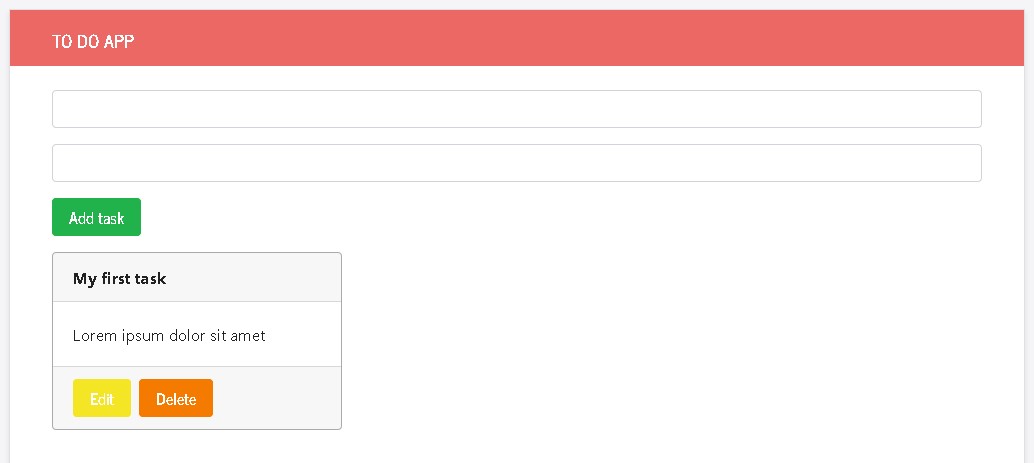 TO DO APP
Add task
My first task
Lorem ipsum dolor sit amet
Edit Delete